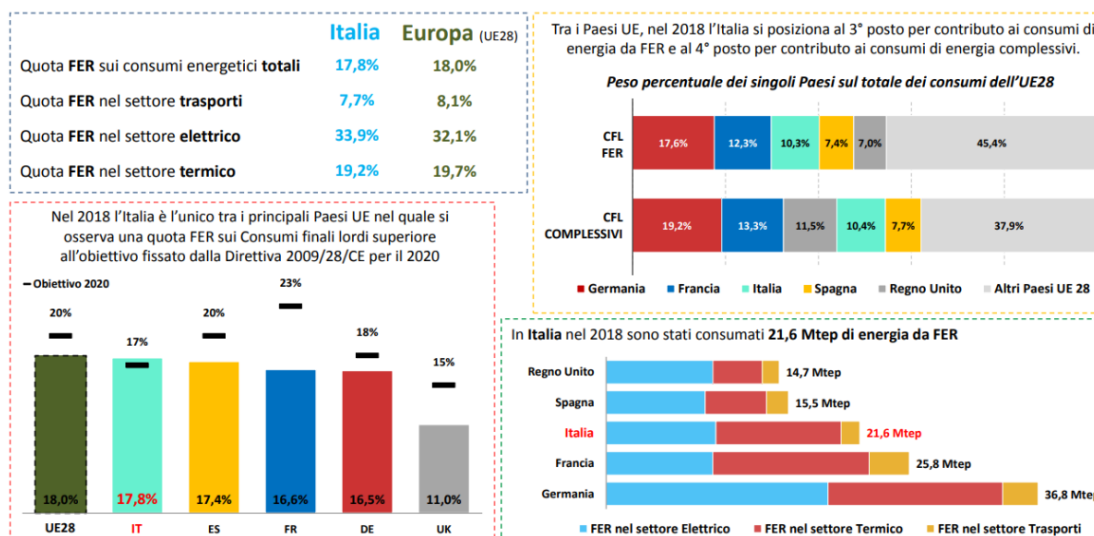 Italia Europa (UE28)
Quota FER sui consumi energetici totali 17,8% 18,0%
Quota FER nel settore trasporti 7,7% 8,1%
Quota FER nel settore elettrico 33,9% 32,1%
Quota FER nel settore termico 19,2% 19,7%
Tra i Paesi UE, nel 2018 l'Italia si posiziona al 3° posto per contributo ai consumi di
energia da FER e al 4° posto per contributo ai consumi di energia complessivi.
Peso percentuale dei singoli Paesi sul totale dei consumi dell'UE28
CFL
FER
17,6% 12,3% 10,3% 7,4% 7,0% 45,4%
CFL
COMPLESSIVI
19,2% 13,3% 11,5% 10,4% 7,7% 37,9%
Germania Francia Italia Spagna Regno Unito Altri Paesi UE 28
Nel 2018 l'Italia è l'unico tra i principali Paesi UE nel quale si
osserva una quota FER sui Consumi finali lordi superiore
all'obiettivo fissato dalla Direttiva 2009/28/CE per il 2020
Obiettivo 2020
20% 17% 20% 23% 18% 15%
18,0% 17,8% 17,4% 16,6% 16,5% 11,0%
UE28 IT ES FR DE UK
In Italia nel 2018 sono stati consumati 21,6 Mtep di energia da FER
Regno Unito 14,7 Mtep
Spagna 15,5 Mtep
Italia 21,6 Mtep
Francia 25,8 Mtep
Germania 36,8 Mtep
FER nel settore Elettrico FER nel settore Termico FER nel settore Trasporti